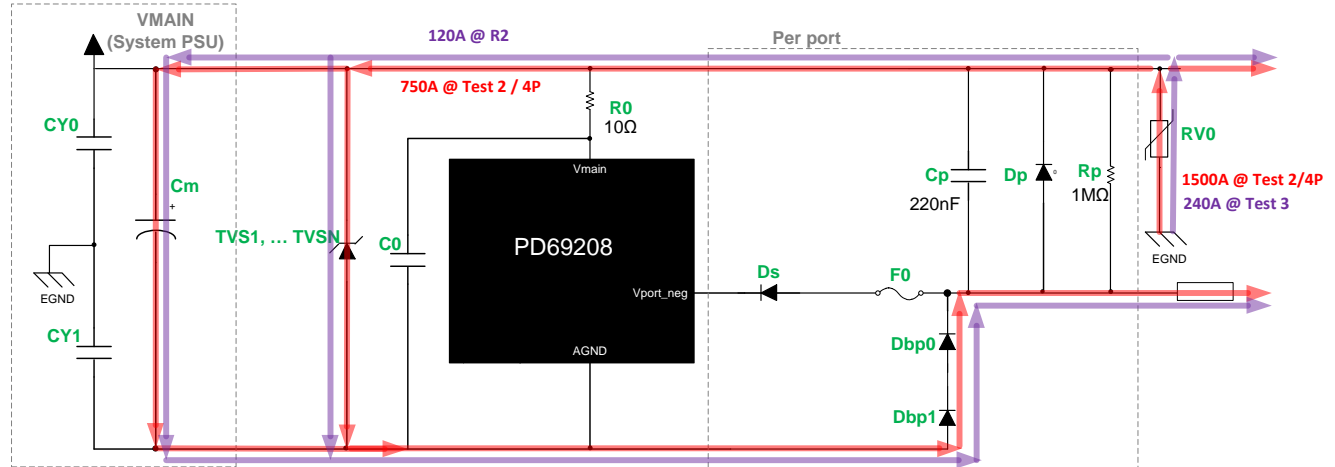 VMAIN
(System PSU)
120A @ R2
Per port
750A @ Test 2 / 4P
R0
10Ω
CY0
RV0
Vmain
Cm
+
Cp
Dp
Rp
1MΩ
220nF
1500A @ Test 2/4P
240A @ Test 3
TVS1, ... TVSN
C0
PD69208
EGND
EGND
Ds
F0
Vport_neg
CY1
Dbp0
AGND
Dbp1